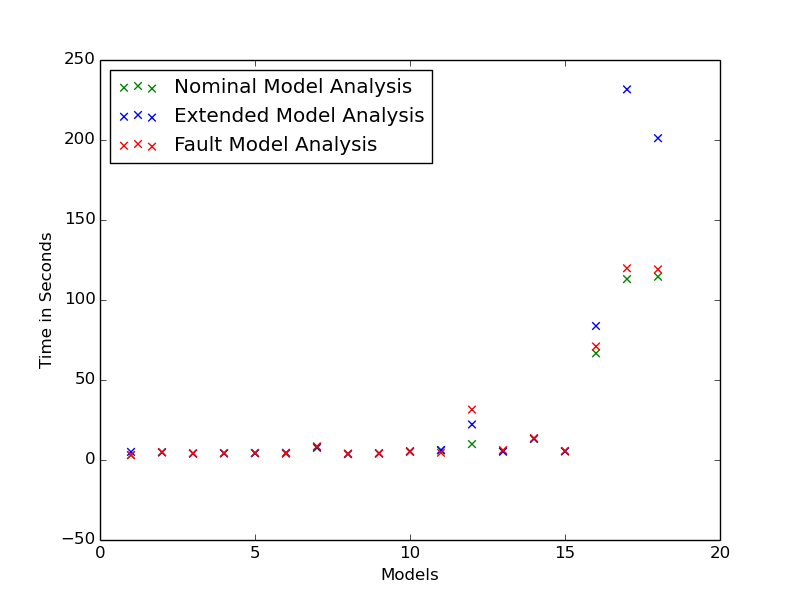 250
200
150
100
50
0
−50
0
5
10
15
20
Time in Seconds
Models
Nominal Model Analysis
Extended Model Analysis
Fault Model Analysis